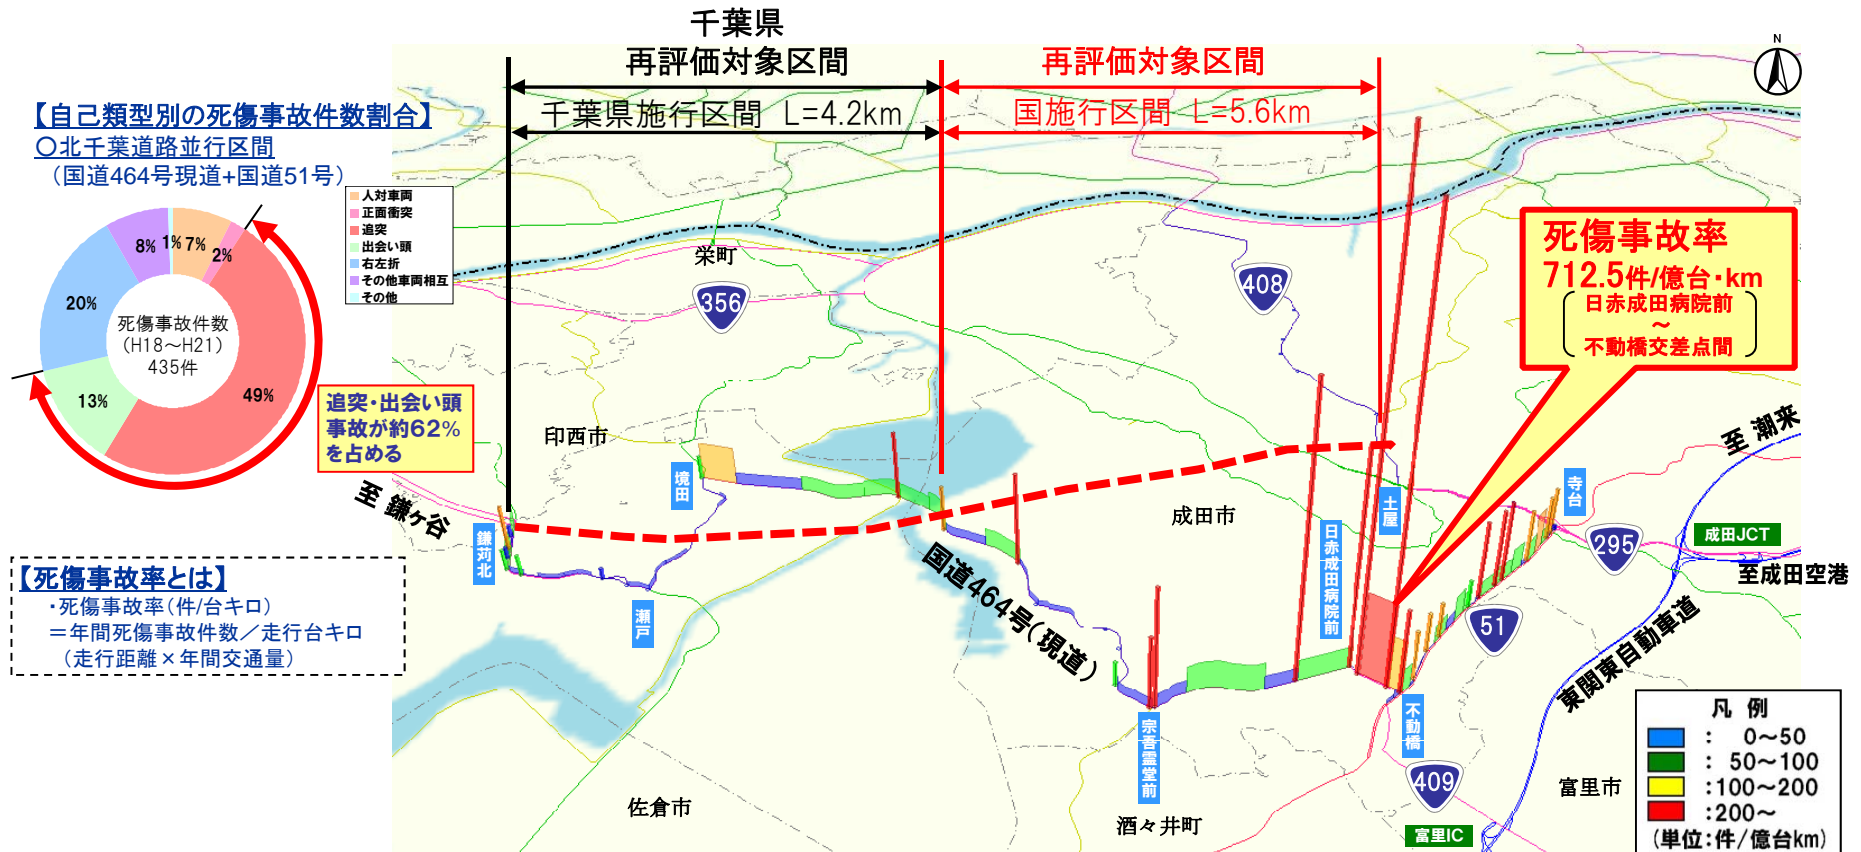 千葉県
再評価対象区間
再評価対象区間
千葉県施行区間 L=4.2km
国施行区間 L=5.6km
N
【自己類型別の死傷事故件数割合】
〇北千葉道路並行区間
（国道464号現道+国道51号）
人対車両
正面衝突
追突
出会い頭
右左折
その他車両相互
その他
8%
1%
7%
2%
20%
49%
13%
死傷事故件数
（H18～H21）
435件
追突・出会い頭
事故が約62%
を占める
【死傷事故率とは】
・死傷事故率（件/台キロ）
＝年間死傷事故件数／走行台キロ
（走行距離×年間交通量）
死傷事故率
712.5件/億台・km
日赤成田病院前
～
不動橋交差点間
栄町
356
408
印西市
境田
至 鎌ヶ谷
鎌苅北
瀬戸
成田市
国道464号（現道）
日赤成田病院前
土屋
寺台
至 潮来
295
成田JCT
至成田空港
51
東関東自動車道
宗吾霊堂前
不動橋
409
富里市
富里IC
佐倉市
酒々井町
凡 例
： 0～50
： 50～100
：100～200
：200～
（単位：件/億台km）